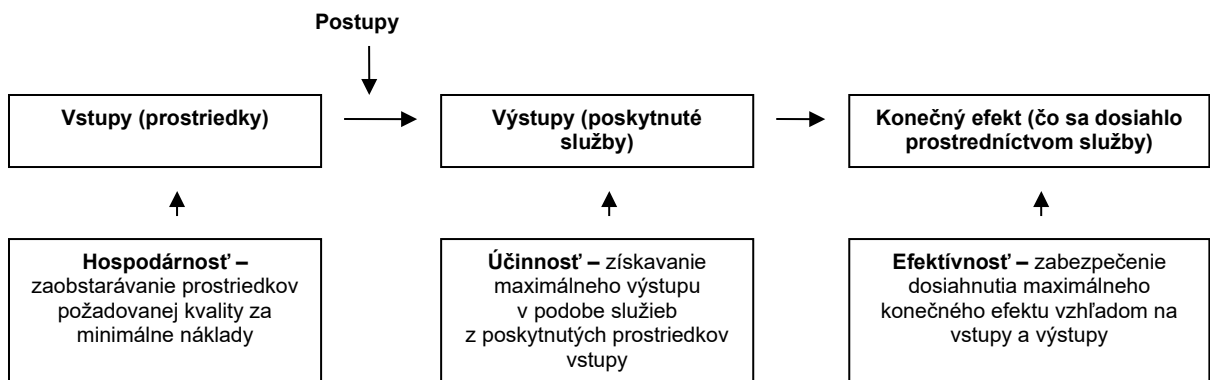 Postupy
Vstupy (prostriedky)
Výstupy (poskytnuté
služby)
Konečný efekt (čo sa dosiahlo
prostredníctvom služby)
Hospodárnosť –
zaobstarávanie prostriedkov
požadovanej kvality za
minimálne náklady
Účinnosť – získavanie
maximálneho výstupu
v podobe služieb
z poskytnutých prostriedkov
vstupy
Efektívnosť – zabezpečenie
dosiahnutia maximálneho
konečného efektu vzhľadom na
vstupy a výstupy